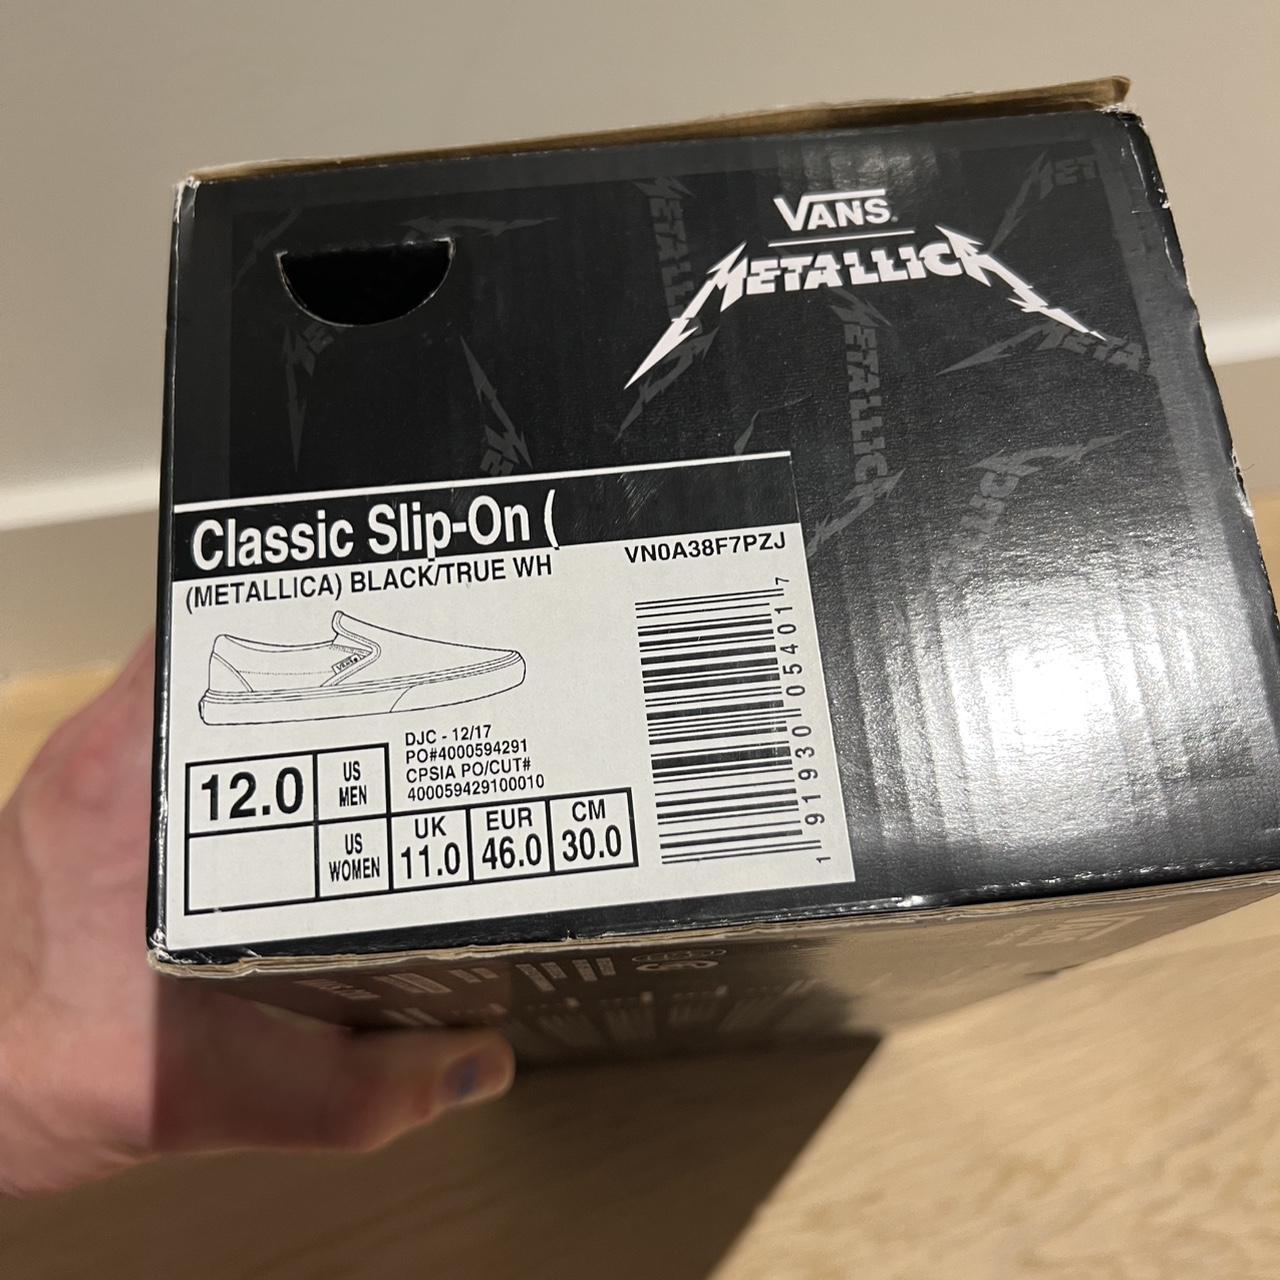 VANS
METALLICA
Classic Slip-On (
(METALLICA) BLACK/TRUE WH
VN0A38F7PZJ
VANS
DJC - 12/17
PO#4000594291
CPSIA PO/CUT#
400059429100010
12.0 US MEN
US WOMEN
UK 11.0
EUR 46.0
CM 30.0
1 91930 05401 7